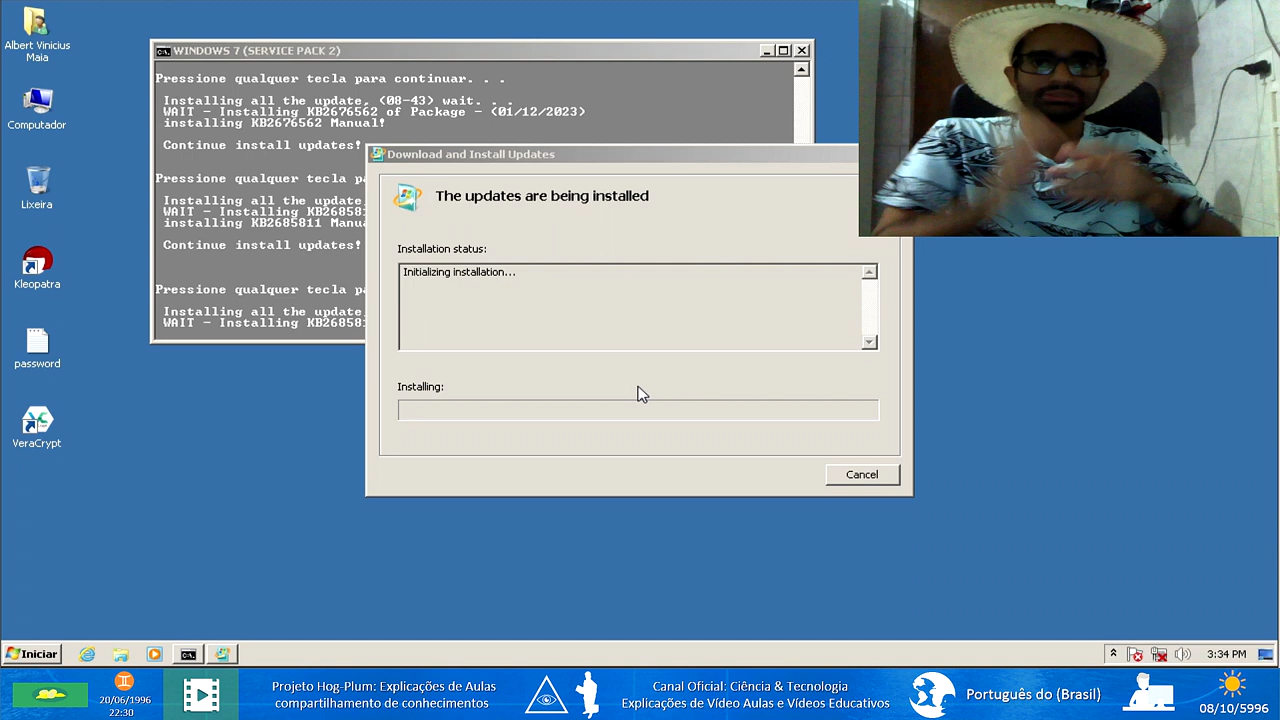 Albert Vinicius
Maia
Computador
Lixeira
Kleopatra
password
VeraCrypt
WINDOWS 7 (SERVICE PACK 2)
Pressione qualquer tecla para continuar. . .
Installing all the update, (08-43) wait. . .
WAIT - Installing KB2676562 of Package - (01/12/2023)
installing KB2676562 Manual!
Continue install updates!
Pressione qualquer tecla pa
Installing all the update
WAIT - Installing KB268581
installing KB2685811 Manua
Continue install updates!
Pressione qualquer tecla pa
Installing all the update
WAIT - Installing KB268581
Download and Install Updates
The updates are being installed
Installation status:
Initializing installation...
Installing:
Cancel
Iniciar
3:34 PM
20/06/1996
22:30
Projeto Hog-Plum: Explicações de Aulas
compartilhamento de conhecimentos
Canal Oficial: Ciência & Tecnologia
Explicações de Vídeo Aulas e Vídeos Educativos
Português do (Brasil)
08/10/5996